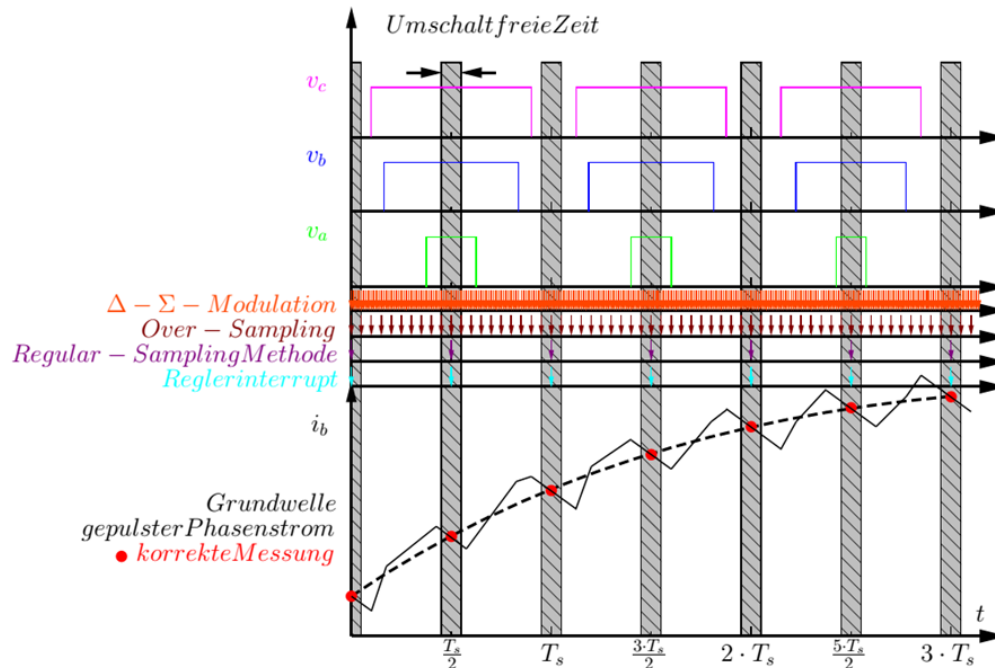 UmschaltfreieZeit
v_c
v_b
v_a
Δ − Σ − Modulation
Over − Sampling
Regular − SamplingMethode
Reglerinterrupt
i_b
Grundwelle
gepulsterPhasenstrom
korrekteMessung
t
T_s/2 T_s 3·T_s/2 2 · T_s 5·T_s/2 3 · T_s